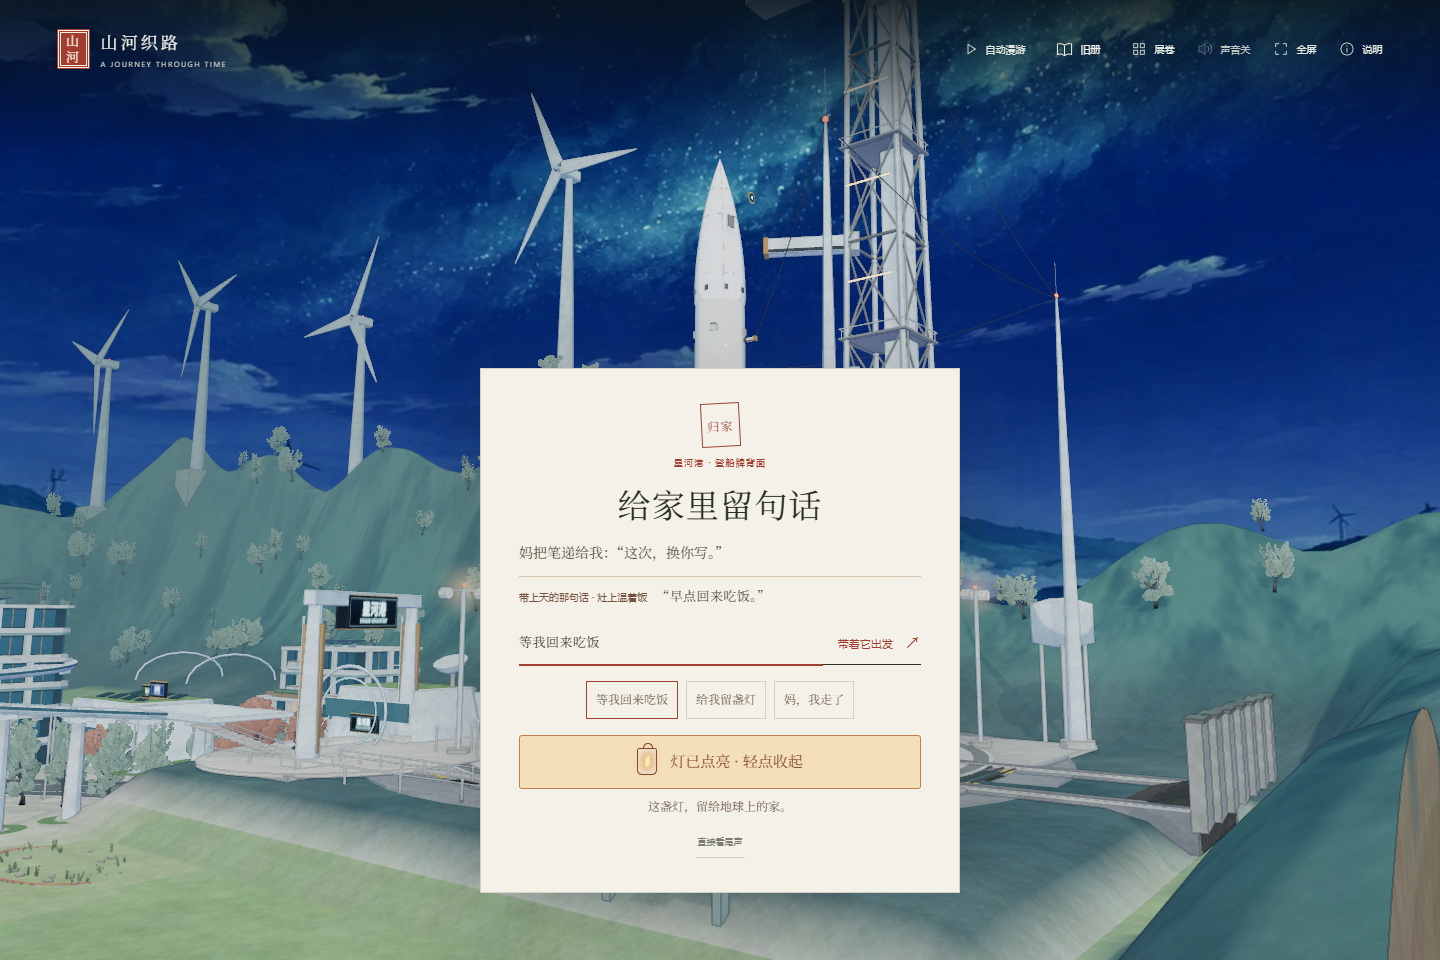 山河
山河织路
A JOURNEY THROUGH TIME
自动漫游
旧册
展卷
声音关
全屏
说明
归家
星河港 · 登船牌背面
给家里留句话
妈把笔递给我：“这次，换你写。”
带上天的那句话 · 灶上温着饭 “早点回来吃饭。”
等我回来吃饭
带着它出发
等我回来吃饭
给我留盏灯
妈，我走了
灯已点亮 · 轻点收起
这盏灯，留给地球上的家。
直接看尾声
星河港